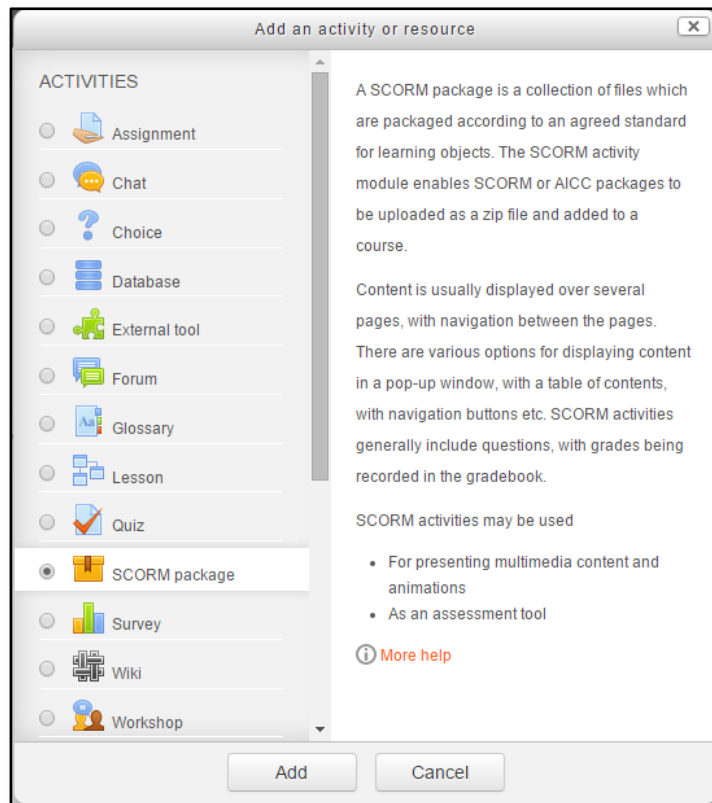 Add an activity or resource
ACTIVITIES
Assignment
Chat
Choice
Database
External tool
Forum
Aa
Glossary
Lesson
Quiz
SCORM package
Survey
Wiki
Workshop
A SCORM package is a collection of files which
are packaged according to an agreed standard
for learning objects. The SCORM activity
module enables SCORM or AICC packages to
be uploaded as a zip file and added to a
course.
Content is usually displayed over several
pages, with navigation between the pages.
There are various options for displaying content
in a pop-up window, with a table of contents,
with navigation buttons etc. SCORM activities
generally include questions, with grades being
recorded in the gradebook.
SCORM activities may be used
• For presenting multimedia content and
animations
• As an assessment tool
More help
Add
Cancel